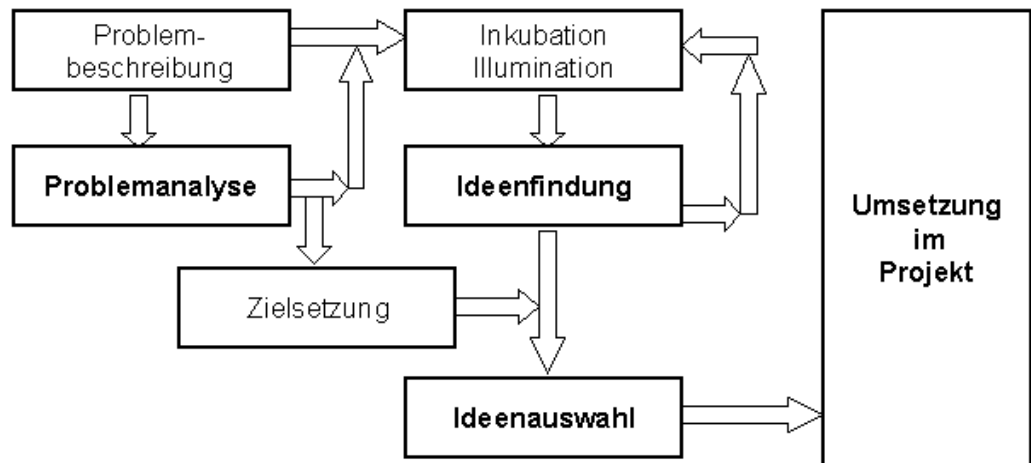 Problem-
beschreibung
Inkubation
Illumination
Problemanalyse
Ideenfindung
Umsetzung
im
Projekt
Zielsetzung
Ideenauswahl